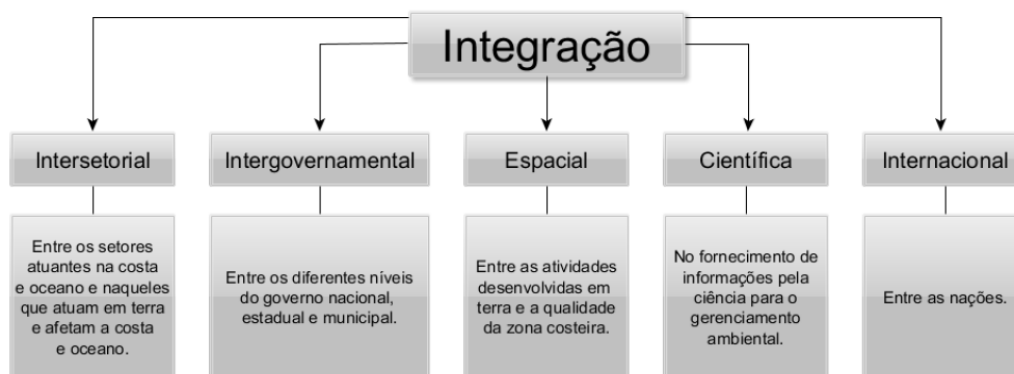 Integração
Intersetorial
Intergovernamental
Espacial
Científica
Internacional
Entre os setores
atuantes na costa
e oceano e naqueles
que atuam em terra
e afetam a costa
e oceano.
Entre os diferentes níveis
do governo nacional,
estadual e municipal.
Entre as atividades
desenvolvidas em
terra e a qualidade
da zona costeira.
No fornecimento de
informações pela
ciência para o
gerenciamento
ambiental.
Entre as nações.